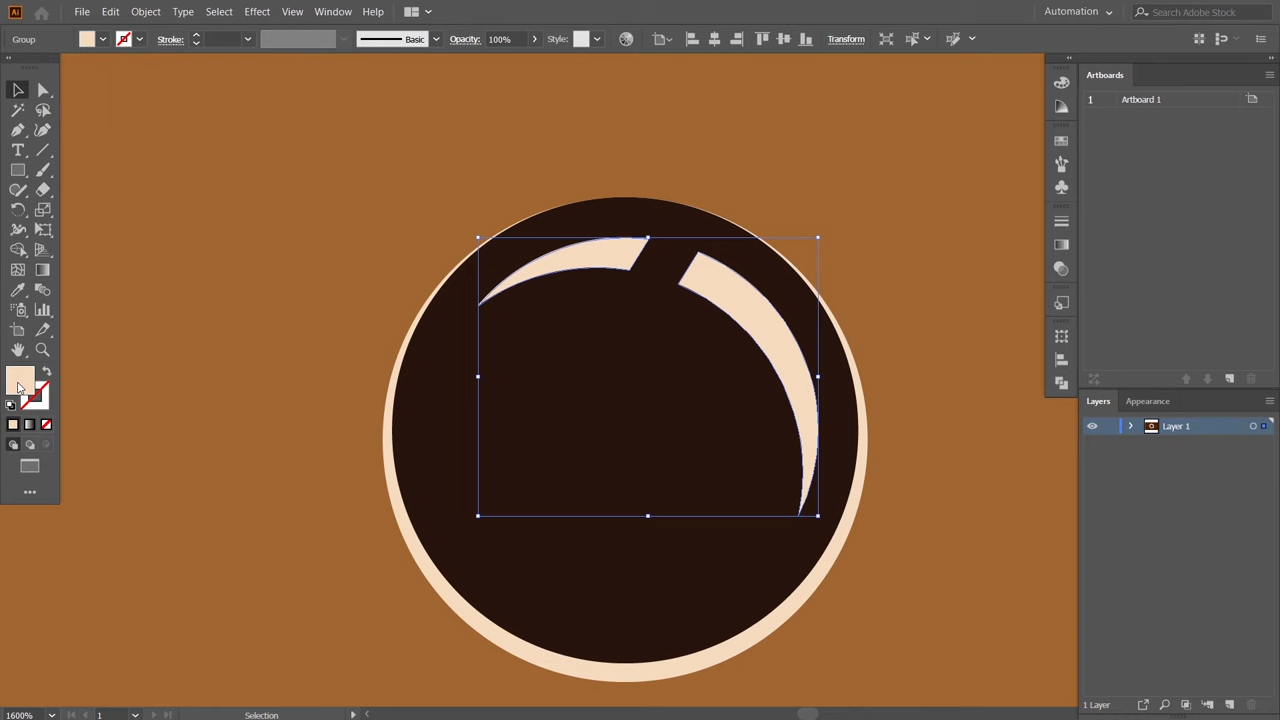 Ai File Edit Object Type Select Effect View Window Help Automation Search Adobe Stock
Group Stroke: Basic Opacity: 100% Style: Transform
Artboards
1 Artboard 1
Layers Appearance
Layer 1
1 Layer
1600% 1 Selection